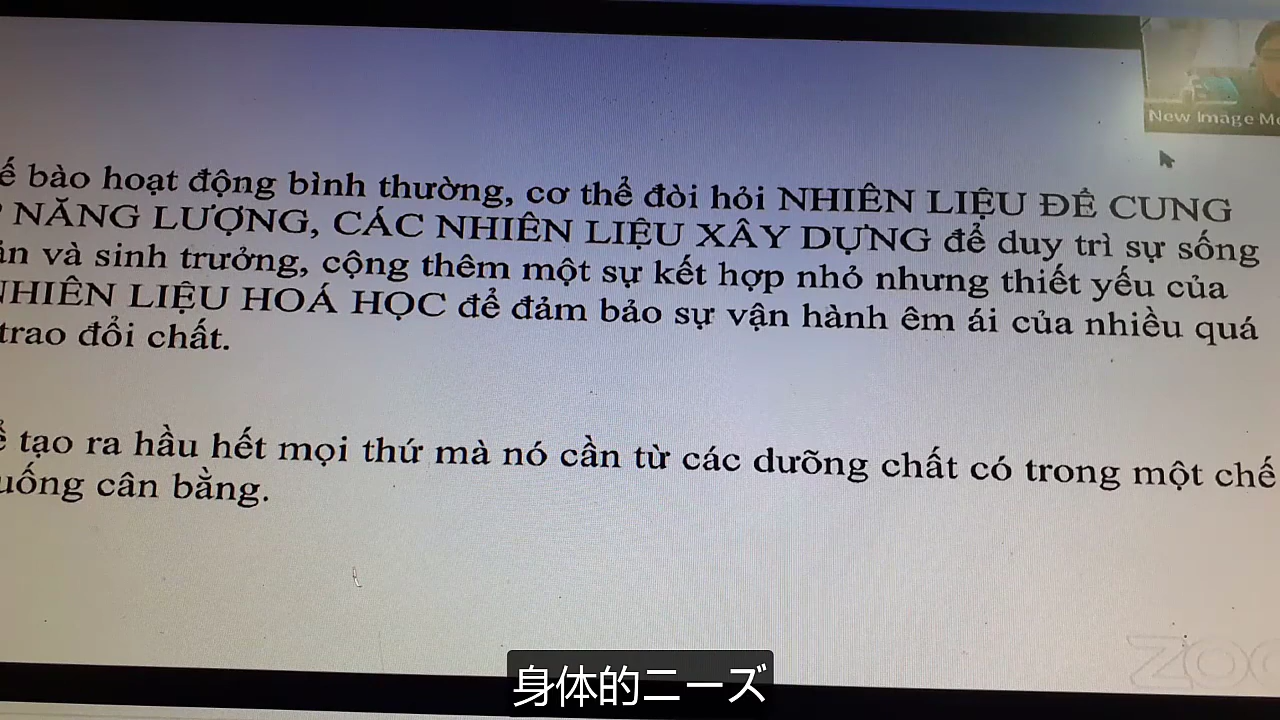 New Image M
ế bào hoạt động bình thường, cơ thể đòi hỏi NHIÊN LIỆU ĐỂ CUNG
NĂNG LƯỢNG, CÁC NHIÊN LIỆU XÂY DỰNG để duy trì sự sống
ản và sinh trưởng, cộng thêm một sự kết hợp nhỏ nhưng thiết yếu của
NHIÊN LIỆU HOÁ HỌC để đảm bảo sự vận hành êm ái của nhiều quá
trao đổi chất.
ể tạo ra hầu hết mọi thứ mà nó cần từ các dưỡng chất có trong một chế
uống cân bằng.
身体的ニーズ